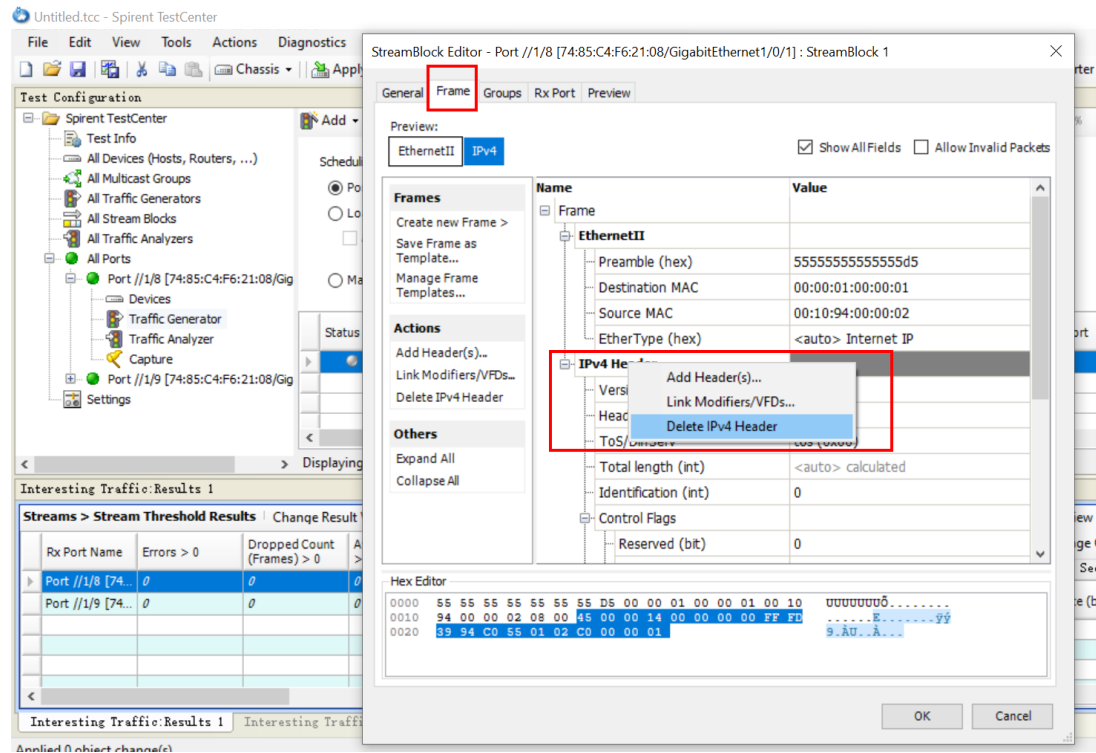 Untitled.tcc - Spirent TestCenter
File Edit View Tools Actions Diagnostics
Chassis
Test Configuration
Spirent TestCenter
Test Info
All Devices (Hosts, Routers, ...)
All Multicast Groups
All Traffic Generators
All Stream Blocks
All Traffic Analyzers
All Ports
Port //1/8 [74:85:C4:F6:21:08/Gig
Devices
Traffic Generator
Traffic Analyzer
Capture
Port //1/9 [74:85:C4:F6:21:08/Gig
Settings
Add
Status
Displaying
Interesting Traffic:Results 1
Streams > Stream Threshold Results Change Result
Rx Port Name Errors > 0 Dropped Count
(Frames) > 0
Port //1/8 [74... 0 0 0
Port //1/9 [74... 0 0 0
Interesting Traffic:Results 1 Interesting Traffi
Applied 0 object change(s)
StreamBlock Editor - Port //1/8 [74:85:C4:F6:21:08/GigabitEthernet1/0/1] : StreamBlock 1
General Frame Groups Rx Port Preview
Preview:
EthernetII IPv4
Show All Fields Allow Invalid Packets
Frames
Create new Frame >
Save Frame as
Template...
Manage Frame
Templates...
Actions
Add Header(s)...
Link Modifiers/VFDs...
Delete IPv4 Header
Others
Expand All
Collapse All
Name Value
Frame
EthernetII
Preamble (hex) 55555555555555d5
Destination MAC 00:00:01:00:00:01
Source MAC 00:10:94:00:00:02
EtherType (hex) <auto> Internet IP
IPv4 Header
Add Header(s)...
Link Modifiers/VFDs...
Delete IPv4 Header
Total length (int) <auto> calculated
Identification (int) 0
Control Flags
Reserved (bit) 0
Hex Editor
0000 55 55 55 55 55 55 55 D5 00 00 01 00 00 01 00 10 UUUUUUUÕ........
0010 94 00 00 02 08 00 45 00 00 14 00 00 00 00 FF FD ......E.......ÿý
0020 39 94 C0 55 01 02 C0 00 00 01 9.ÀU..À...
OK Cancel